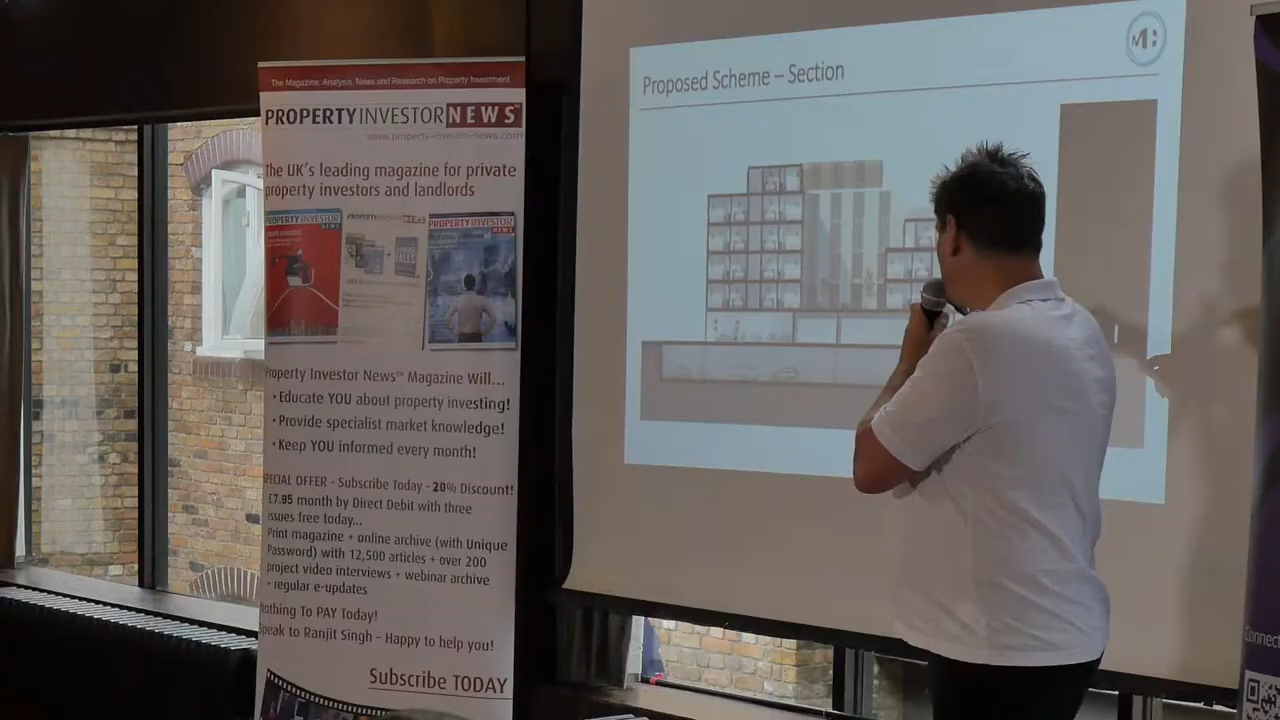 The Magazine, Analysis, News and Research on Property Investment
PROPERTYINVESTORNEWS™
www.property-investor-news.com
The UK's leading magazine for private
property investors and landlords
PROPERTY INVESTOR
NEWS
PROPERTY INVESTOR
NEWS
Property Investor News™ Magazine Will...
• Educate YOU about property investing!
• Provide specialist market knowledge!
• Keep YOU informed every month!
SPECIAL OFFER - Subscribe Today - 20% Discount!
£7.95 month by Direct Debit with three
issues free today...
Print magazine + online archive (with Unique
Password) with 12,500 articles + over 200
project video interviews + webinar archive
+ regular e-updates
Nothing To PAY Today!
Speak to Ranjit Singh – Happy to help you!
Subscribe TODAY
Proposed Scheme – Section
Connect